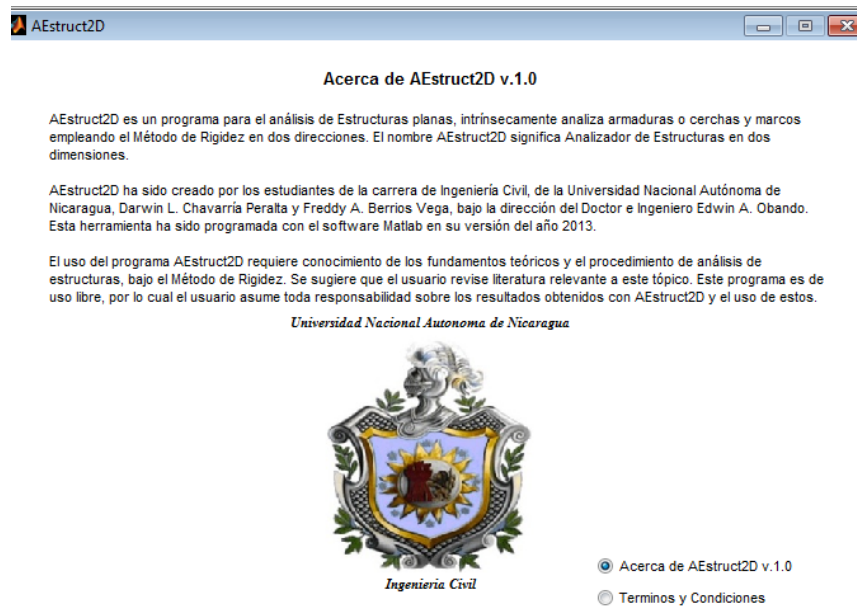 AEstruct2D
Acerca de AEstruct2D v.1.0
AEstruct2D es un programa para el análisis de Estructuras planas, intrínsecamente analiza armaduras o cerchas y marcos
empleando el Método de Rigidez en dos direcciones. El nombre AEstruct2D significa Analizador de Estructuras en dos
dimensiones.
AEstruct2D ha sido creado por los estudiantes de la carrera de Ingeniería Civil, de la Universidad Nacional Autónoma de
Nicaragua, Darwin L. Chavarría Peralta y Freddy A. Berrios Vega, bajo la dirección del Doctor e Ingeniero Edwin A. Obando.
Esta herramienta ha sido programada con el software Matlab en su versión del año 2013.
El uso del programa AEstruct2D requiere conocimiento de los fundamentos teóricos y el procedimiento de análisis de
estructuras, bajo el Método de Rigidez. Se sugiere que el usuario revise literatura relevante a este tópico. Este programa es de
uso libre, por lo cual el usuario asume toda responsabilidad sobre los resultados obtenidos con AEstruct2D y el uso de estos.
Universidad Nacional Autonoma de Nicaragua
Ingenieria Civil
Acerca de AEstruct2D v.1.0
Terminos y Condiciones